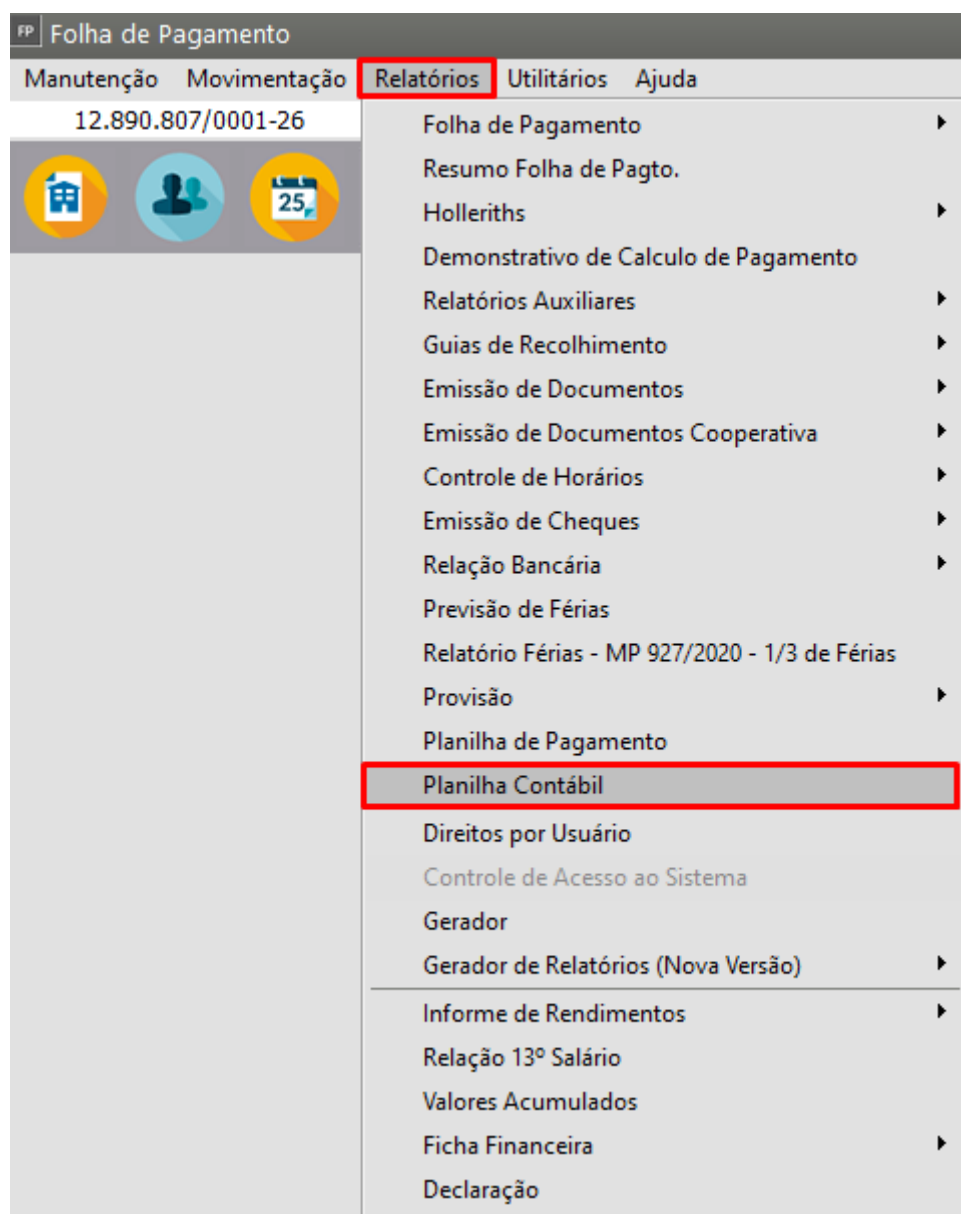 FP Folha de Pagamento
Manutenção Movimentação Relatórios Utilitários Ajuda
12.890.807/0001-26
25
Folha de Pagamento
Resumo Folha de Pagto.
Holleriths
Demonstrativo de Calculo de Pagamento
Relatórios Auxiliares
Guias de Recolhimento
Emissão de Documentos
Emissão de Documentos Cooperativa
Controle de Horários
Emissão de Cheques
Relação Bancária
Previsão de Férias
Relatório Férias - MP 927/2020 - 1/3 de Férias
Provisão
Planilha de Pagamento
Planilha Contábil
Direitos por Usuário
Controle de Acesso ao Sistema
Gerador
Gerador de Relatórios (Nova Versão)
Informe de Rendimentos
Relação 13º Salário
Valores Acumulados
Ficha Financeira
Declaração